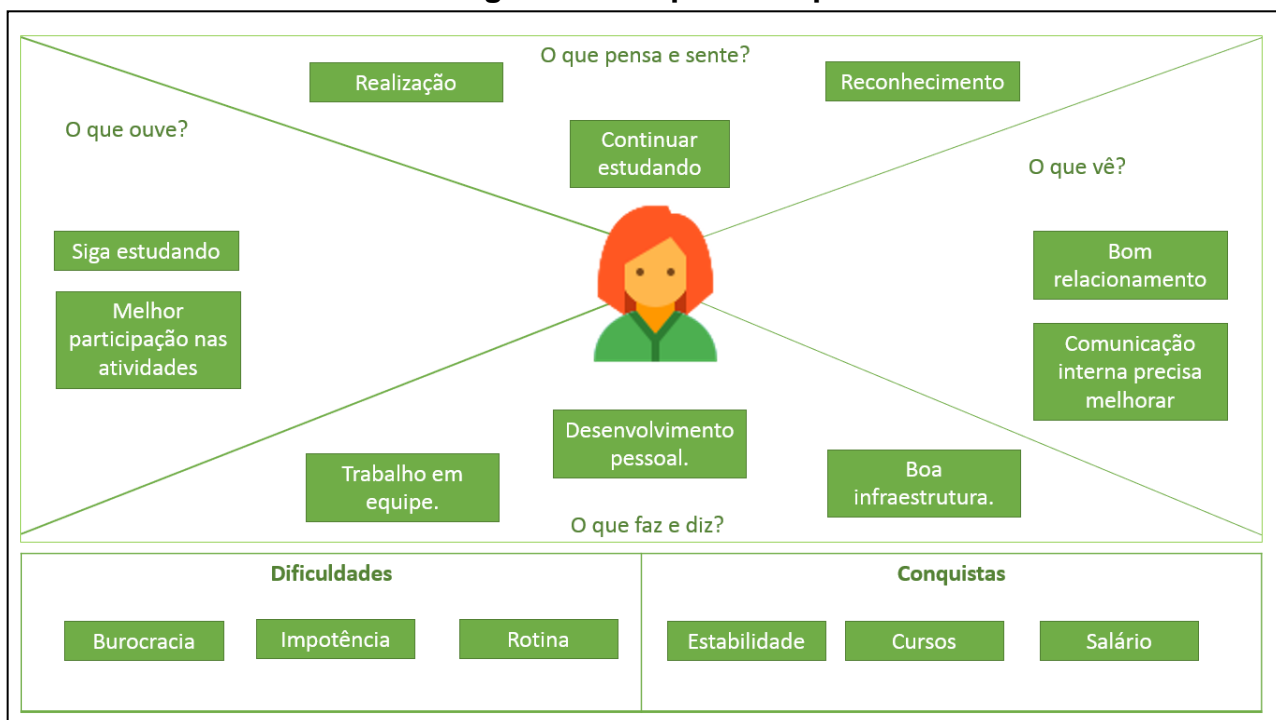 O que pensa e sente?
Realização
Reconhecimento
Continuar
estudando
O que ouve?
Siga estudando
Melhor
participação nas
atividades
O que vê?
Bom
relacionamento
Comunicação
interna precisa
melhorar
Desenvolvimento
pessoal.
Trabalho em
equipe.
Boa
infraestrutura.
O que faz e diz?
Dificuldades
Burocracia
Impotência
Rotina
Conquistas
Estabilidade
Cursos
Salário